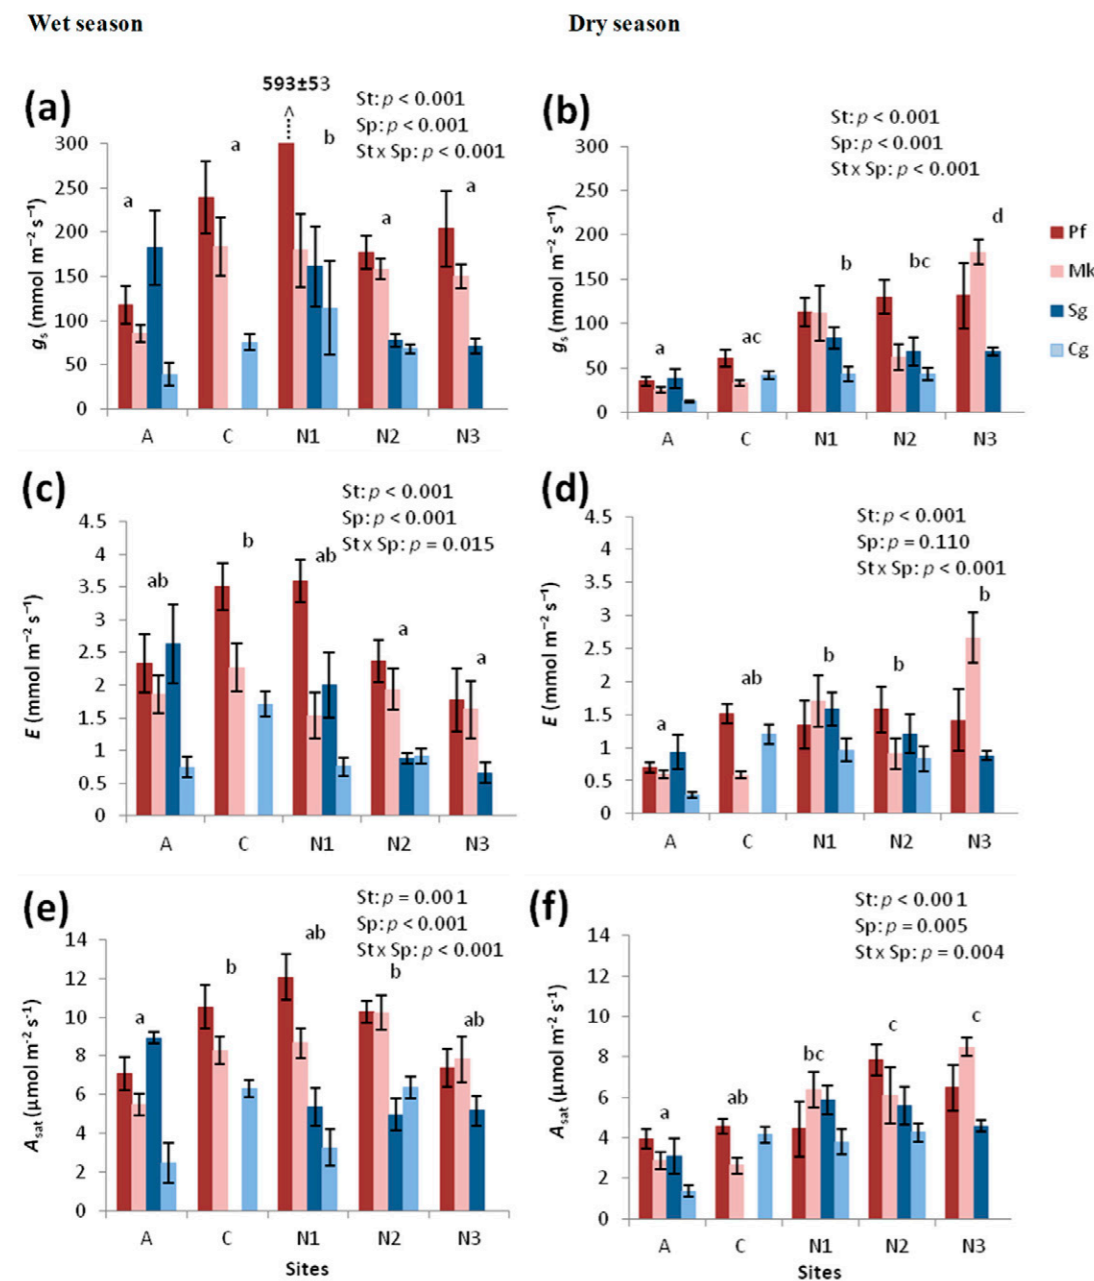 Wet season
Dry season
(a)
593±53
St: p < 0.001
Sp: p < 0.001
St x Sp: p < 0.001
a
a
b
a
a
300
250
200
150
100
50
0
gs (mmol m−2 s−1)
A C N1 N2 N3
(b)
St: p < 0.001
Sp: p < 0.001
St x Sp: p < 0.001
a
ac
b
bc
d
300
250
200
150
100
50
0
gs (mmol m−2 s−1)
A C N1 N2 N3
Pf
Mk
Sg
Cg
(c)
St: p < 0.001
Sp: p < 0.001
St x Sp: p = 0.015
ab
b
ab
a
a
4.5
4
3.5
3
2.5
2
1.5
1
0.5
0
E (mmol m−2 s−1)
A C N1 N2 N3
(d)
St: p < 0.001
Sp: p = 0.110
St x Sp: p < 0.001
a
ab
b
b
b
4.5
4
3.5
3
2.5
2
1.5
1
0.5
0
E (mmol m−2 s−1)
A C N1 N2 N3
(e)
St: p = 0.001
Sp: p < 0.001
St x Sp: p < 0.001
a
b
ab
b
ab
14
12
10
8
6
4
2
0
Asat (µmol m-2 s-1)
A C N1 N2 N3
Sites
(f)
St: p < 0.001
Sp: p = 0.005
St x Sp: p = 0.004
a
ab
bc
c
c
14
12
10
8
6
4
2
0
Asat (µmol m-2 s-1)
A C N1 N2 N3
Sites